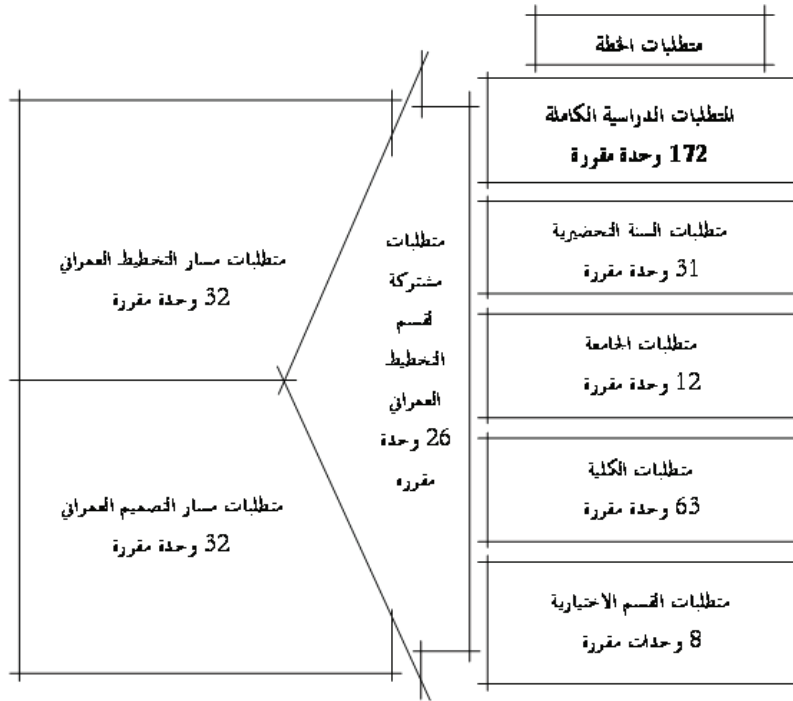 متطلبات الخطة
المتطلبات الدراسية الكاملة
172 وحدة مقررة
متطلبات السنة التحضيرية
31 وحدة مقررة
متطلبات الجامعة
12 وحدة مقررة
متطلبات الكلية
63 وحدة مقررة
متطلبات القسم الاختيارية
8 وحدات مقررة
متطلبات
مشتركة
لقسم
التخطيط
العمراني
26 وحدة
مقرره
متطلبات مسار التخطيط العمراني
32 وحدة مقررة
متطلبات مسار التصميم العمراني
32 وحدة مقررة